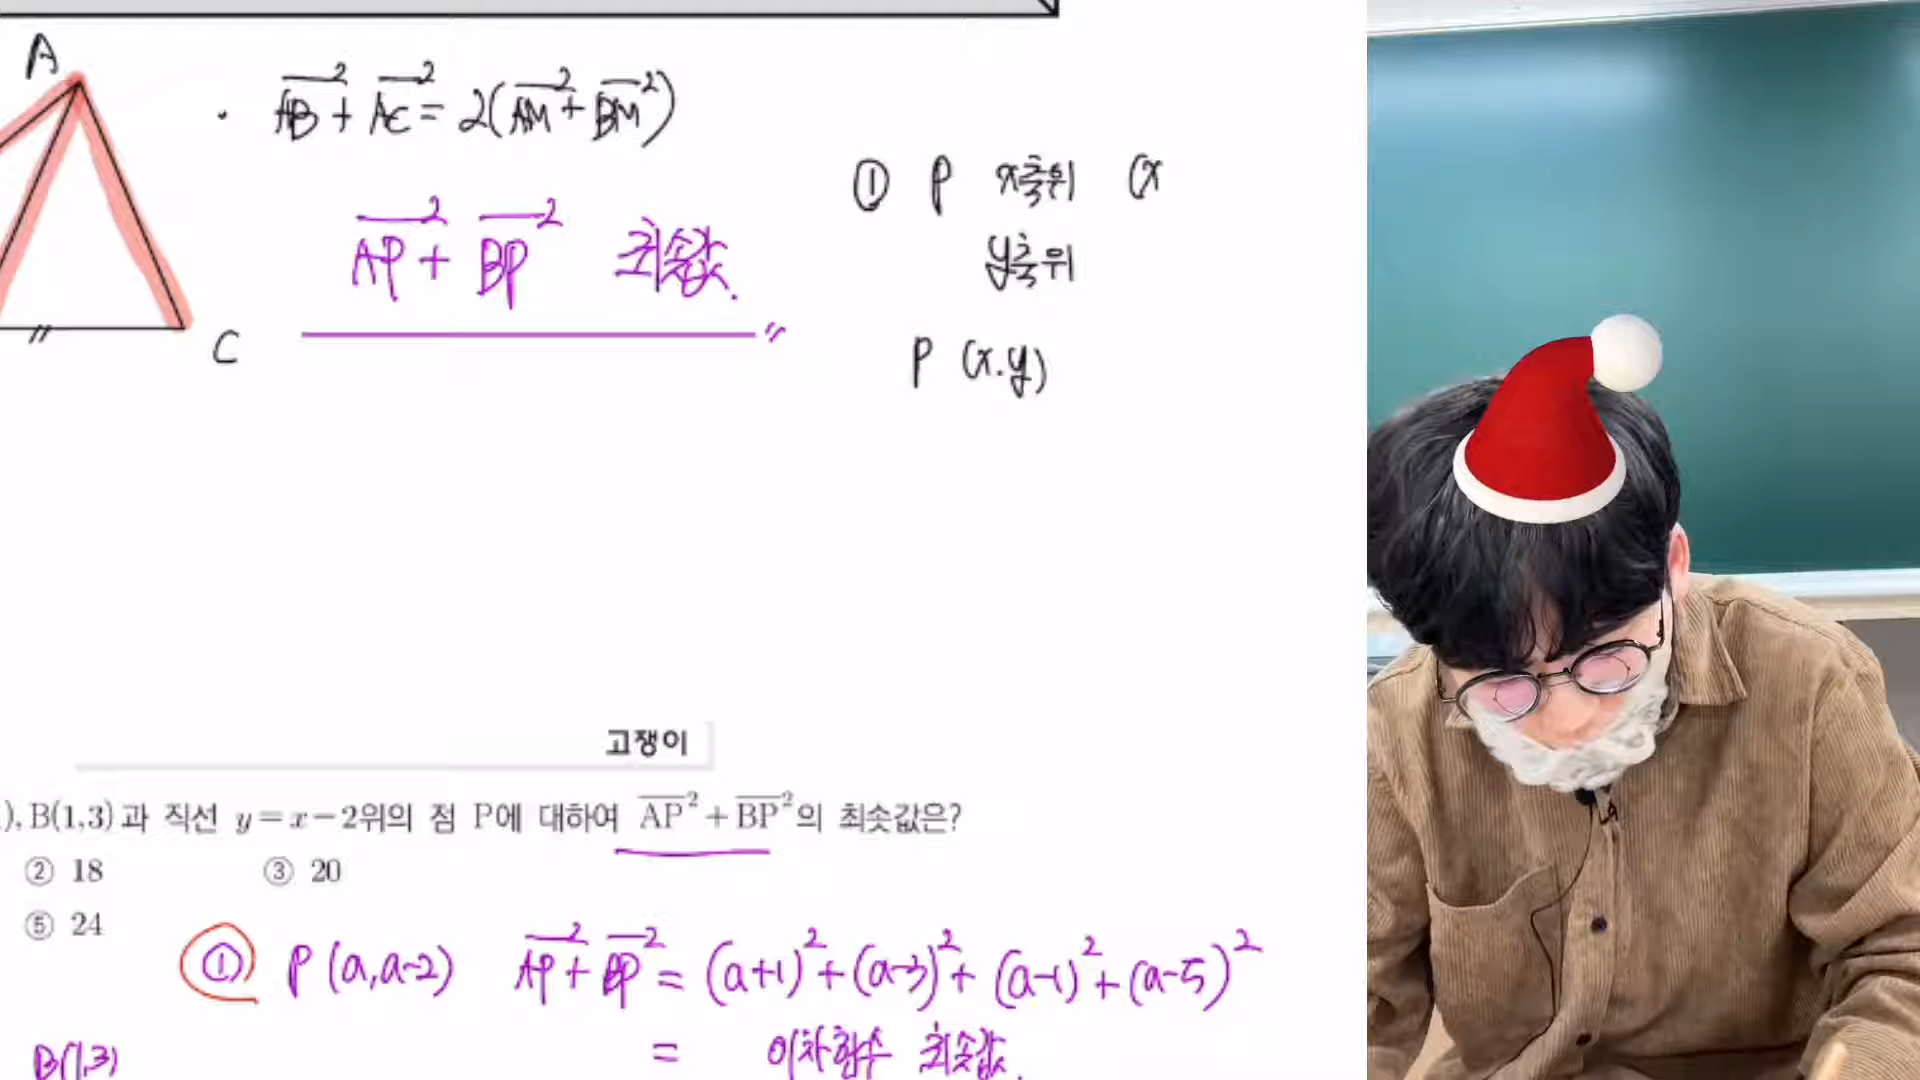 A
· AB² + AC² = 2(AM² + BM²)
① P x축위 (x
y축위
AP² + BP² 최솟값.
C
P (x.y)
고쟁이
), B(1,3)과 직선 y=x−2위의 점 P에 대하여 AP²+BP²의 최솟값은?
② 18 ③ 20
⑤ 24
① P(a,a-2) AP²+BP² = (a+1)²+(a-3)²+(a-1)²+(a-5)²
B(1,3) = 이차함수 최솟값.